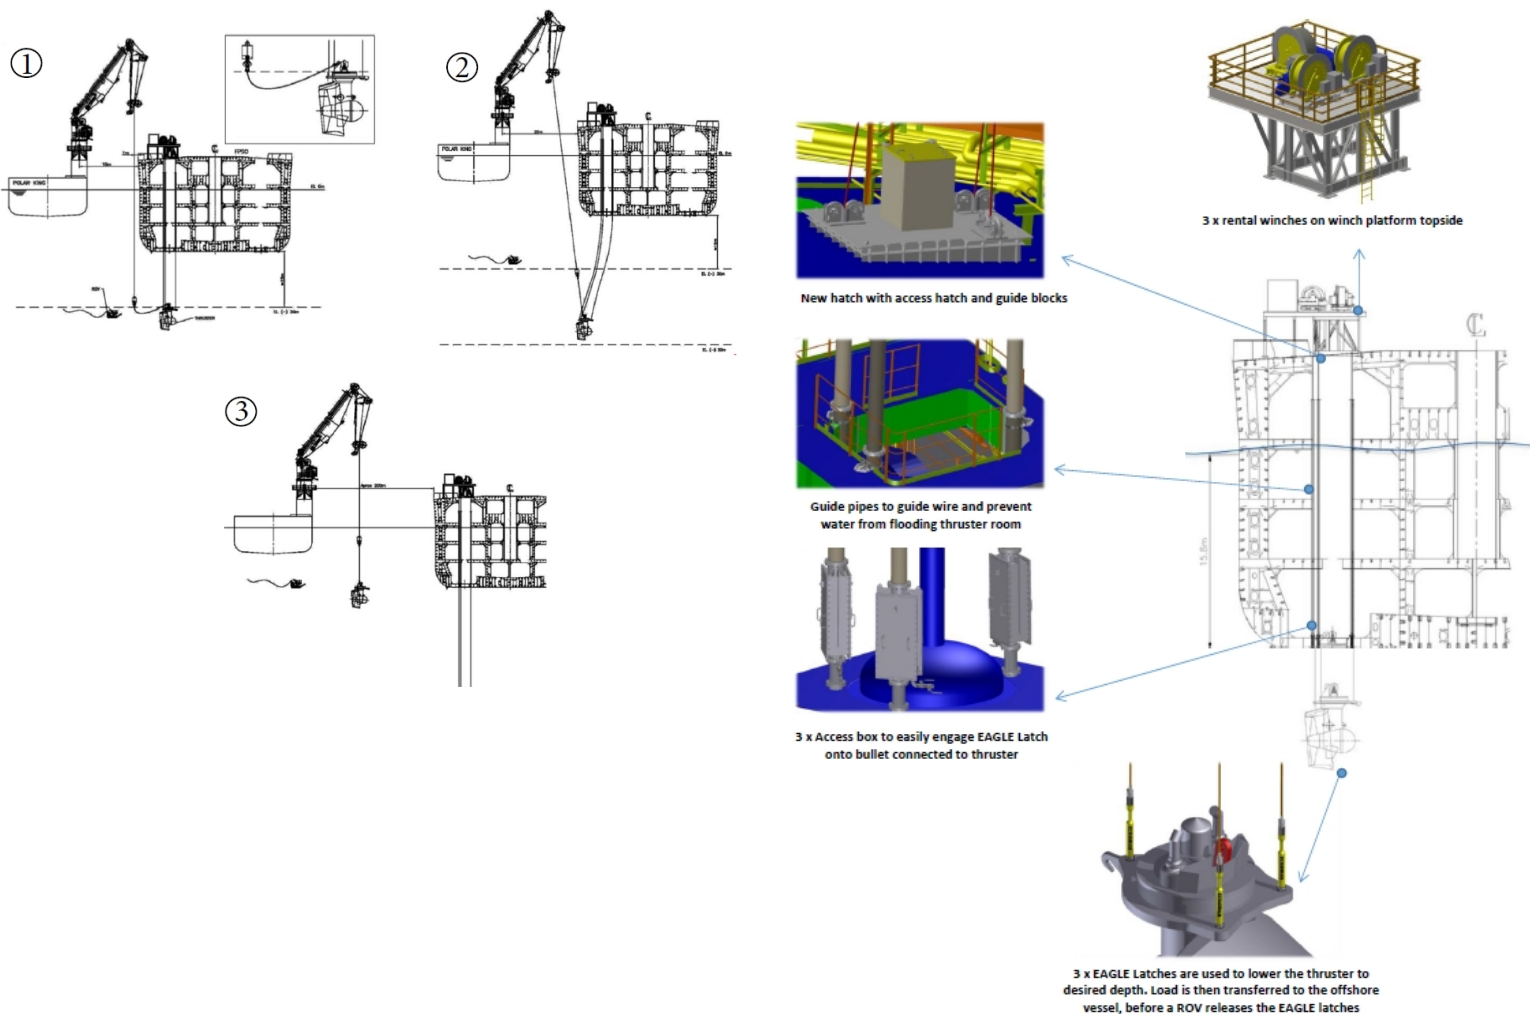 ①
POLAR KING
FPSO
℄
ROV
②
POLAR KING
℄
③
℄
New hatch with access hatch and guide blocks
Guide pipes to guide wire and prevent
water from flooding thruster room
3 x Access box to easily engage EAGLE Latch
onto bullet connected to thruster
3 x rental winches on winch platform topside
℄
15.8m
3 x EAGLE Latches are used to lower the thruster to
desired depth. Load is then transferred to the offshore
vessel, before a ROV releases the EAGLE latches